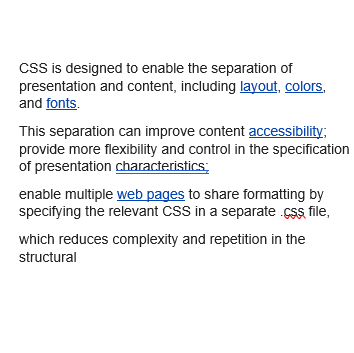 CSS is designed to enable the separation of
presentation and content, including layout, colors,
and fonts.
This separation can improve content accessibility;
provide more flexibility and control in the specification
of presentation characteristics;
enable multiple web pages to share formatting by
specifying the relevant CSS in a separate .css file,
which reduces complexity and repetition in the
structural